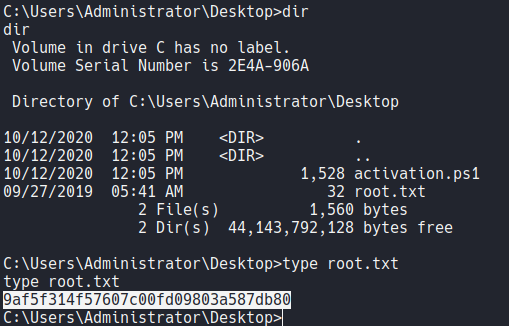 C:\Users\Administrator\Desktop>dir
dir
 Volume in drive C has no label.
 Volume Serial Number is 2E4A-906A

 Directory of C:\Users\Administrator\Desktop

10/12/2020  12:05 PM    <DIR>          .
10/12/2020  12:05 PM    <DIR>          ..
10/12/2020  12:05 PM             1,528 activation.ps1
09/27/2019  05:41 AM                32 root.txt
               2 File(s)          1,560 bytes
               2 Dir(s)  44,143,792,128 bytes free

C:\Users\Administrator\Desktop>type root.txt
type root.txt
9af5f314f57607c00fd09803a587db80
C:\Users\Administrator\Desktop>